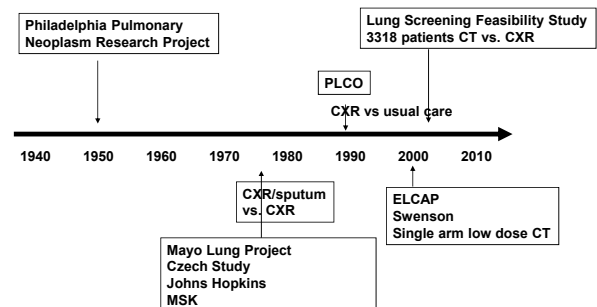 Philadelphia Pulmonary
Neoplasm Research Project
Lung Screening Feasibility Study
3318 patients CT vs. CXR
PLCO
CXR vs usual care
1940 1950 1960 1970 1980 1990 2000 2010
CXR/sputum
vs. CXR
ELCAP
Swenson
Single arm low dose CT
Mayo Lung Project
Czech Study
Johns Hopkins
MSK